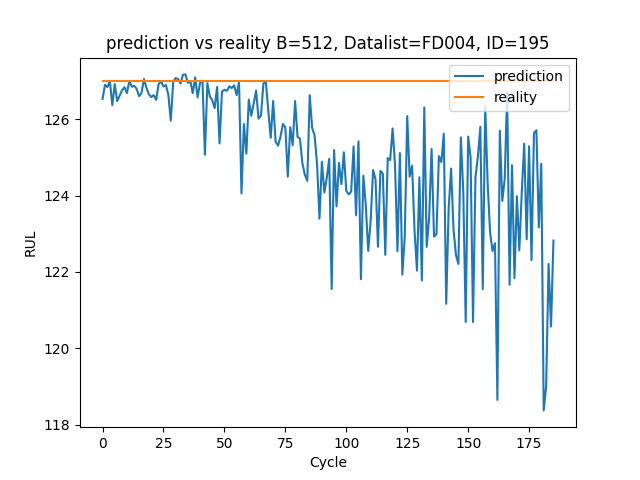 prediction vs reality B=512, Datalist=FD004, ID=195
prediction
reality
RUL
126
124
122
120
118
0 25 50 75 100 125 150 175
Cycle